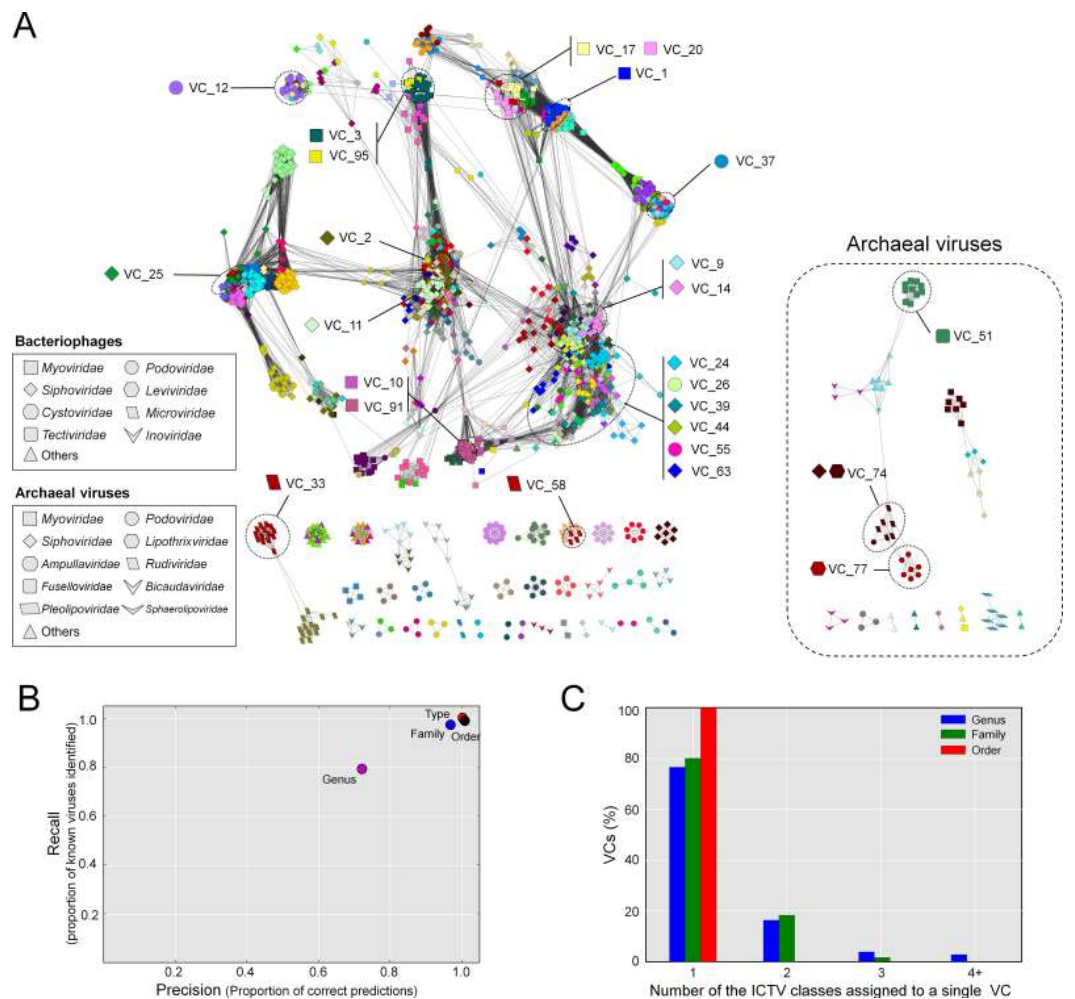 A
VC_17 VC_20
VC_1
VC_12
VC_3
VC_95
VC_37
VC_2
VC_25
VC_9
VC_14
VC_11
Archaeal viruses
VC_51
Bacteriophages
Myoviridae Podoviridae
Siphoviridae Leviviridae
Cystoviridae Microviridae
Tectiviridae Inoviridae
Others
VC_10
VC_91
VC_24
VC_26
VC_39
VC_44
VC_55
VC_63
VC_74
VC_77
VC_33
VC_58
Archaeal viruses
Myoviridae Podoviridae
Siphoviridae Lipothrixviridae
Ampullaviridae Rudiviridae
Fuselloviridae Bicaudaviridae
Pleolipoviridae Sphaerolipoviridae
Others
B
Recall
(proportion of known viruses identified)
1.0
0.8
0.6
0.4
0.2
Type
Family
Order
Genus
0.2 0.4 0.6 0.8 1.0
Precision (Proportion of correct predictions)
C
VCs (%)
100
80
60
40
20
0
Genus
Family
Order
1 2 3 4+
Number of the ICTV classes assigned to a single VC